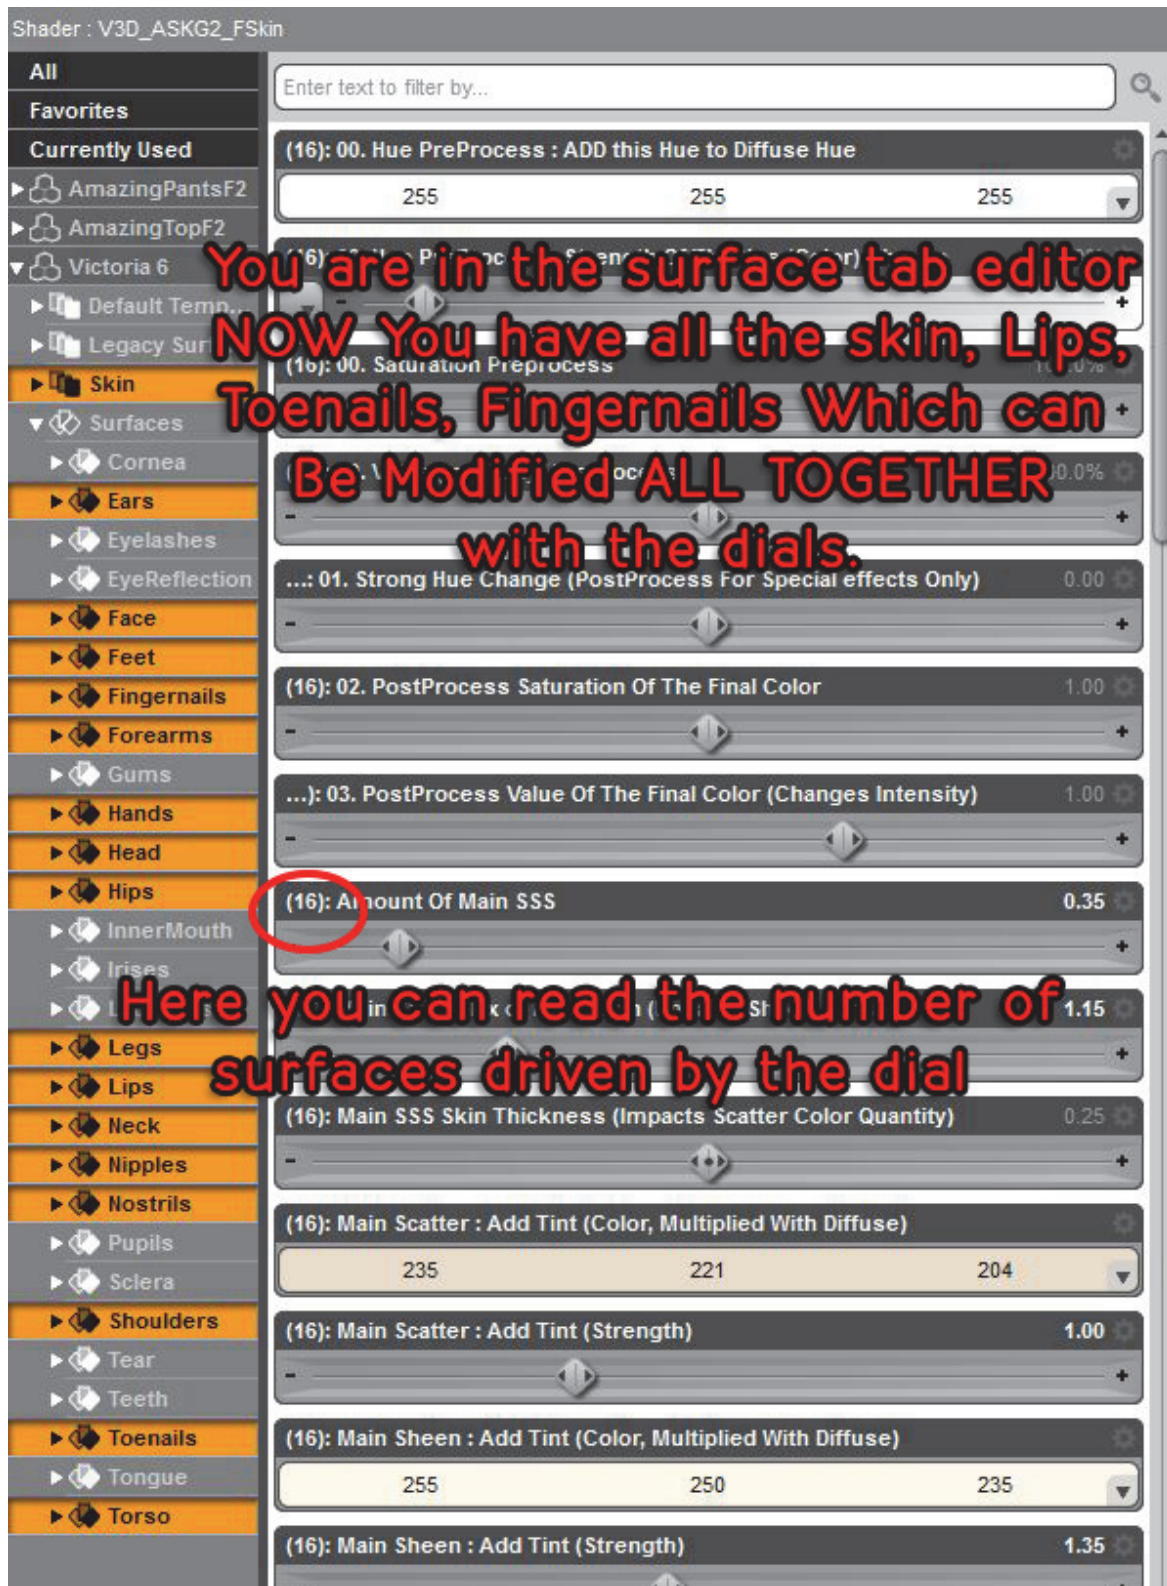 Shader : V3D_ASKG2_FSkin
All
Favorites
Currently Used
AmazingPantsF2
AmazingTopF2
Victoria 6
Default Temp...
Legacy Sur
Skin
Surfaces
Cornea
Ears
Eyelashes
EyeReflection
Face
Feet
Fingernails
Forearms
Gums
Hands
Head
Hips
InnerMouth
Irises
Legs
Lips
Neck
Nipples
Nostrils
Pupils
Sclera
Shoulders
Tear
Teeth
Toenails
Tongue
Torso
Enter text to filter by...
(16): 00. Hue PreProcess : ADD this Hue to Diffuse Hue
255 255 255
You are in the surface tab editor
NOW You have all the skin, Lips,
(16): 00. Saturation Preprocess
Toenails, Fingernails Which can
Be Modified ALL TOGETHER
with the dials.
...: 01. Strong Hue Change (PostProcess For Special effects Only) 0.00
(16): 02. PostProcess Saturation Of The Final Color 1.00
...): 03. PostProcess Value Of The Final Color (Changes Intensity) 1.00
(16): Amount Of Main SSS 0.35
Here you can read the number of
1.15
surfaces driven by the dial
(16): Main SSS Skin Thickness (Impacts Scatter Color Quantity) 0.25
(16): Main Scatter : Add Tint (Color, Multiplied With Diffuse)
235 221 204
(16): Main Scatter : Add Tint (Strength) 1.00
(16): Main Sheen : Add Tint (Color, Multiplied With Diffuse)
255 250 235
(16): Main Sheen : Add Tint (Strength) 1.35